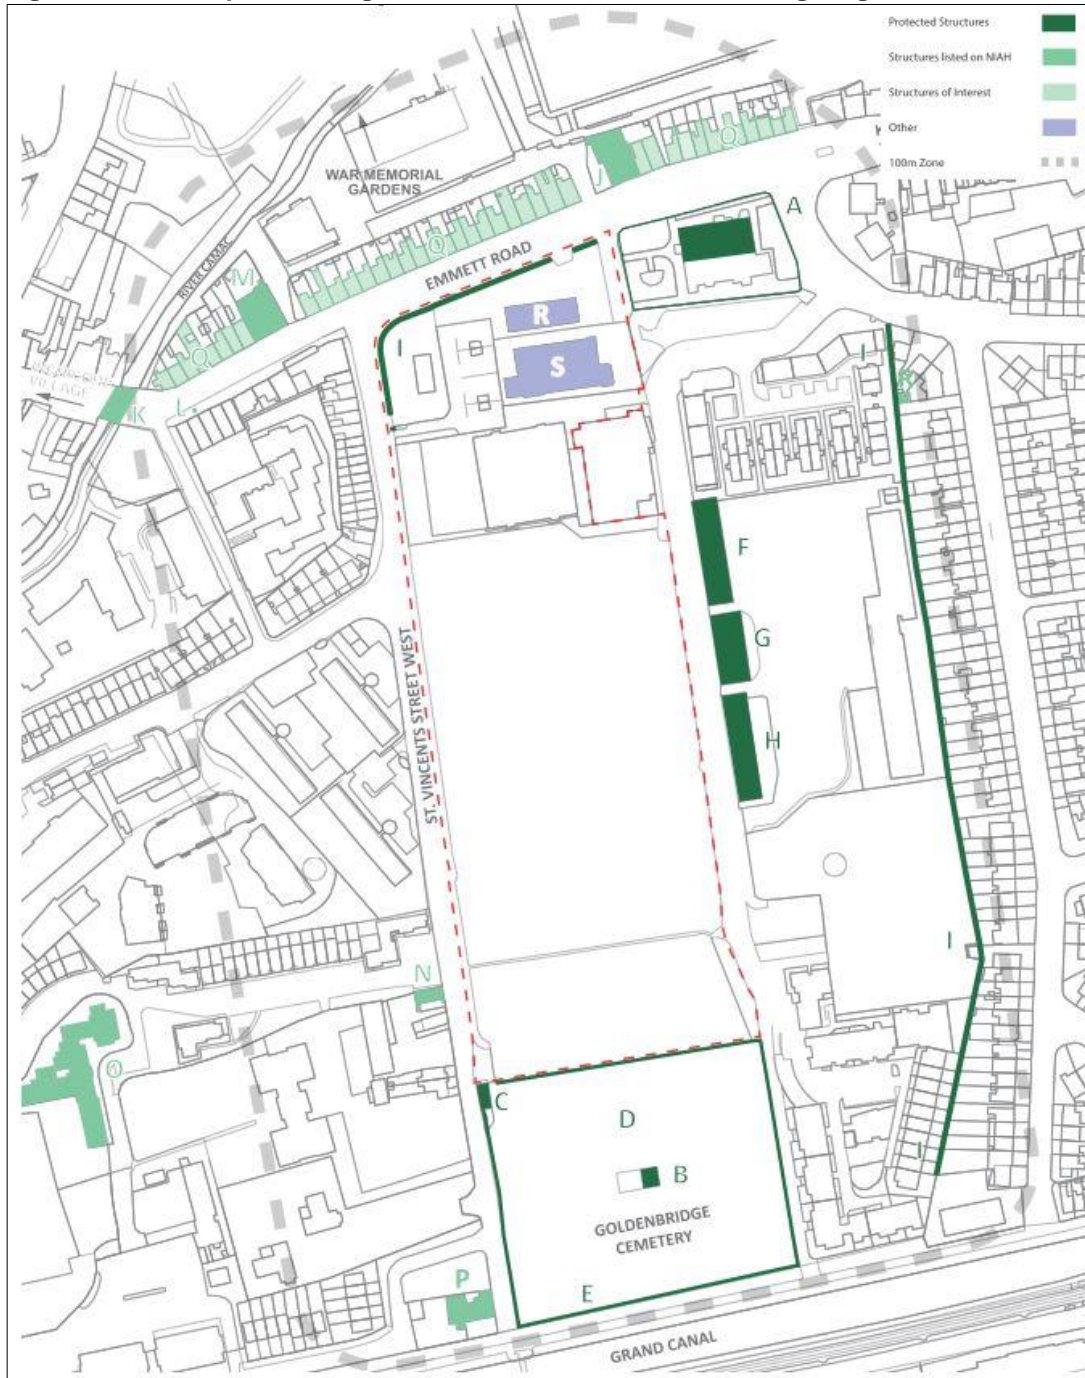 Protected Structures
Structures listed on NIAH
Structures of Interest
Other
100m Zone
WAR MEMORIAL
GARDENS
RIVER CAMAC
EMMETT ROAD
Q
J
A
Q
M
R
I
S
I
Q
VILLAGE
K
L
F
G
H
ST. VINCENTS STREET WEST
I
N
O
C
D
B
GOLDENBRIDGE
CEMETERY
I
P
E
GRAND CANAL